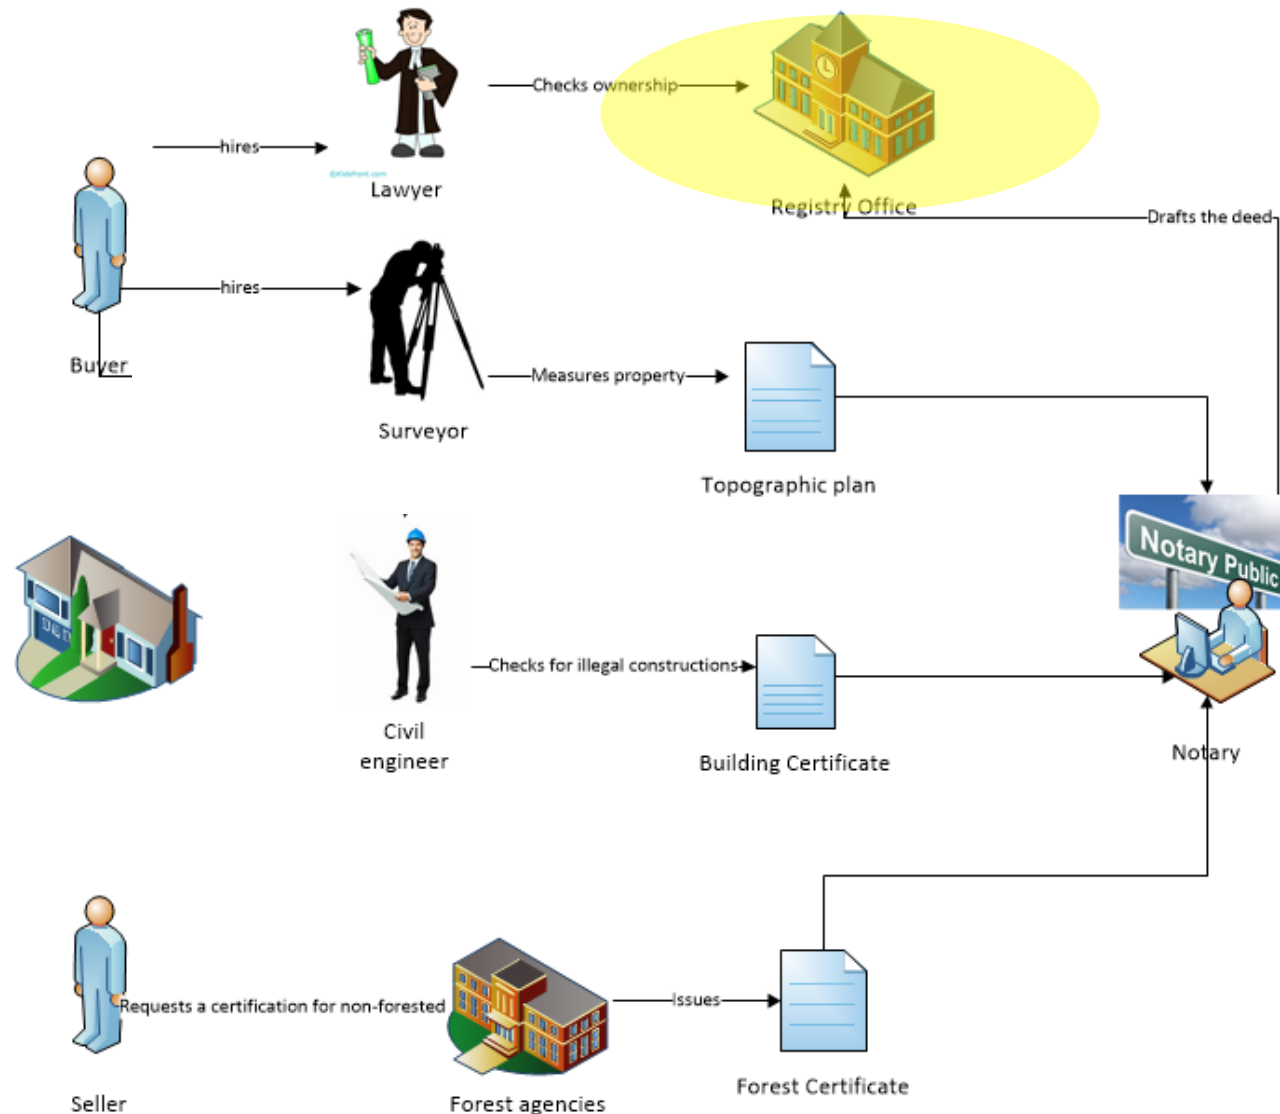 Checks ownership
hires
©KidsFront.com
Lawyer
Registry Office
Drafts the deed
hires
Buyer
Measures property
Surveyor
Topographic plan
Notary Public
Checks for illegal constructions
Civil
engineer
Building Certificate
Notary
Requests a certification for non-forested
Issues
Forest Certificate
Seller
Forest agencies